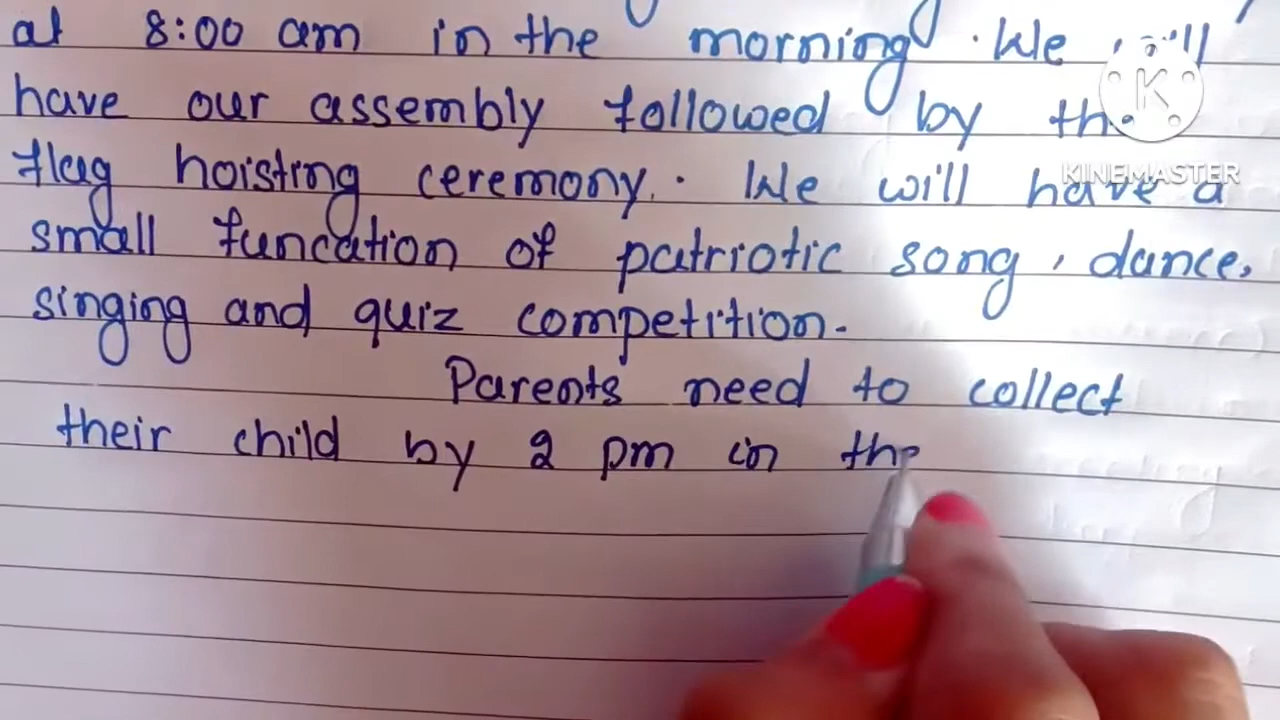 at 8:00 am in the morning. We will
have our assembly followed by the
flag hoisting ceremony. We will have a
small funcation of patriotic song, dance,
singing and quiz competition.
Parents need to collect
their child by 2 pm in the
K
KINEMASTER